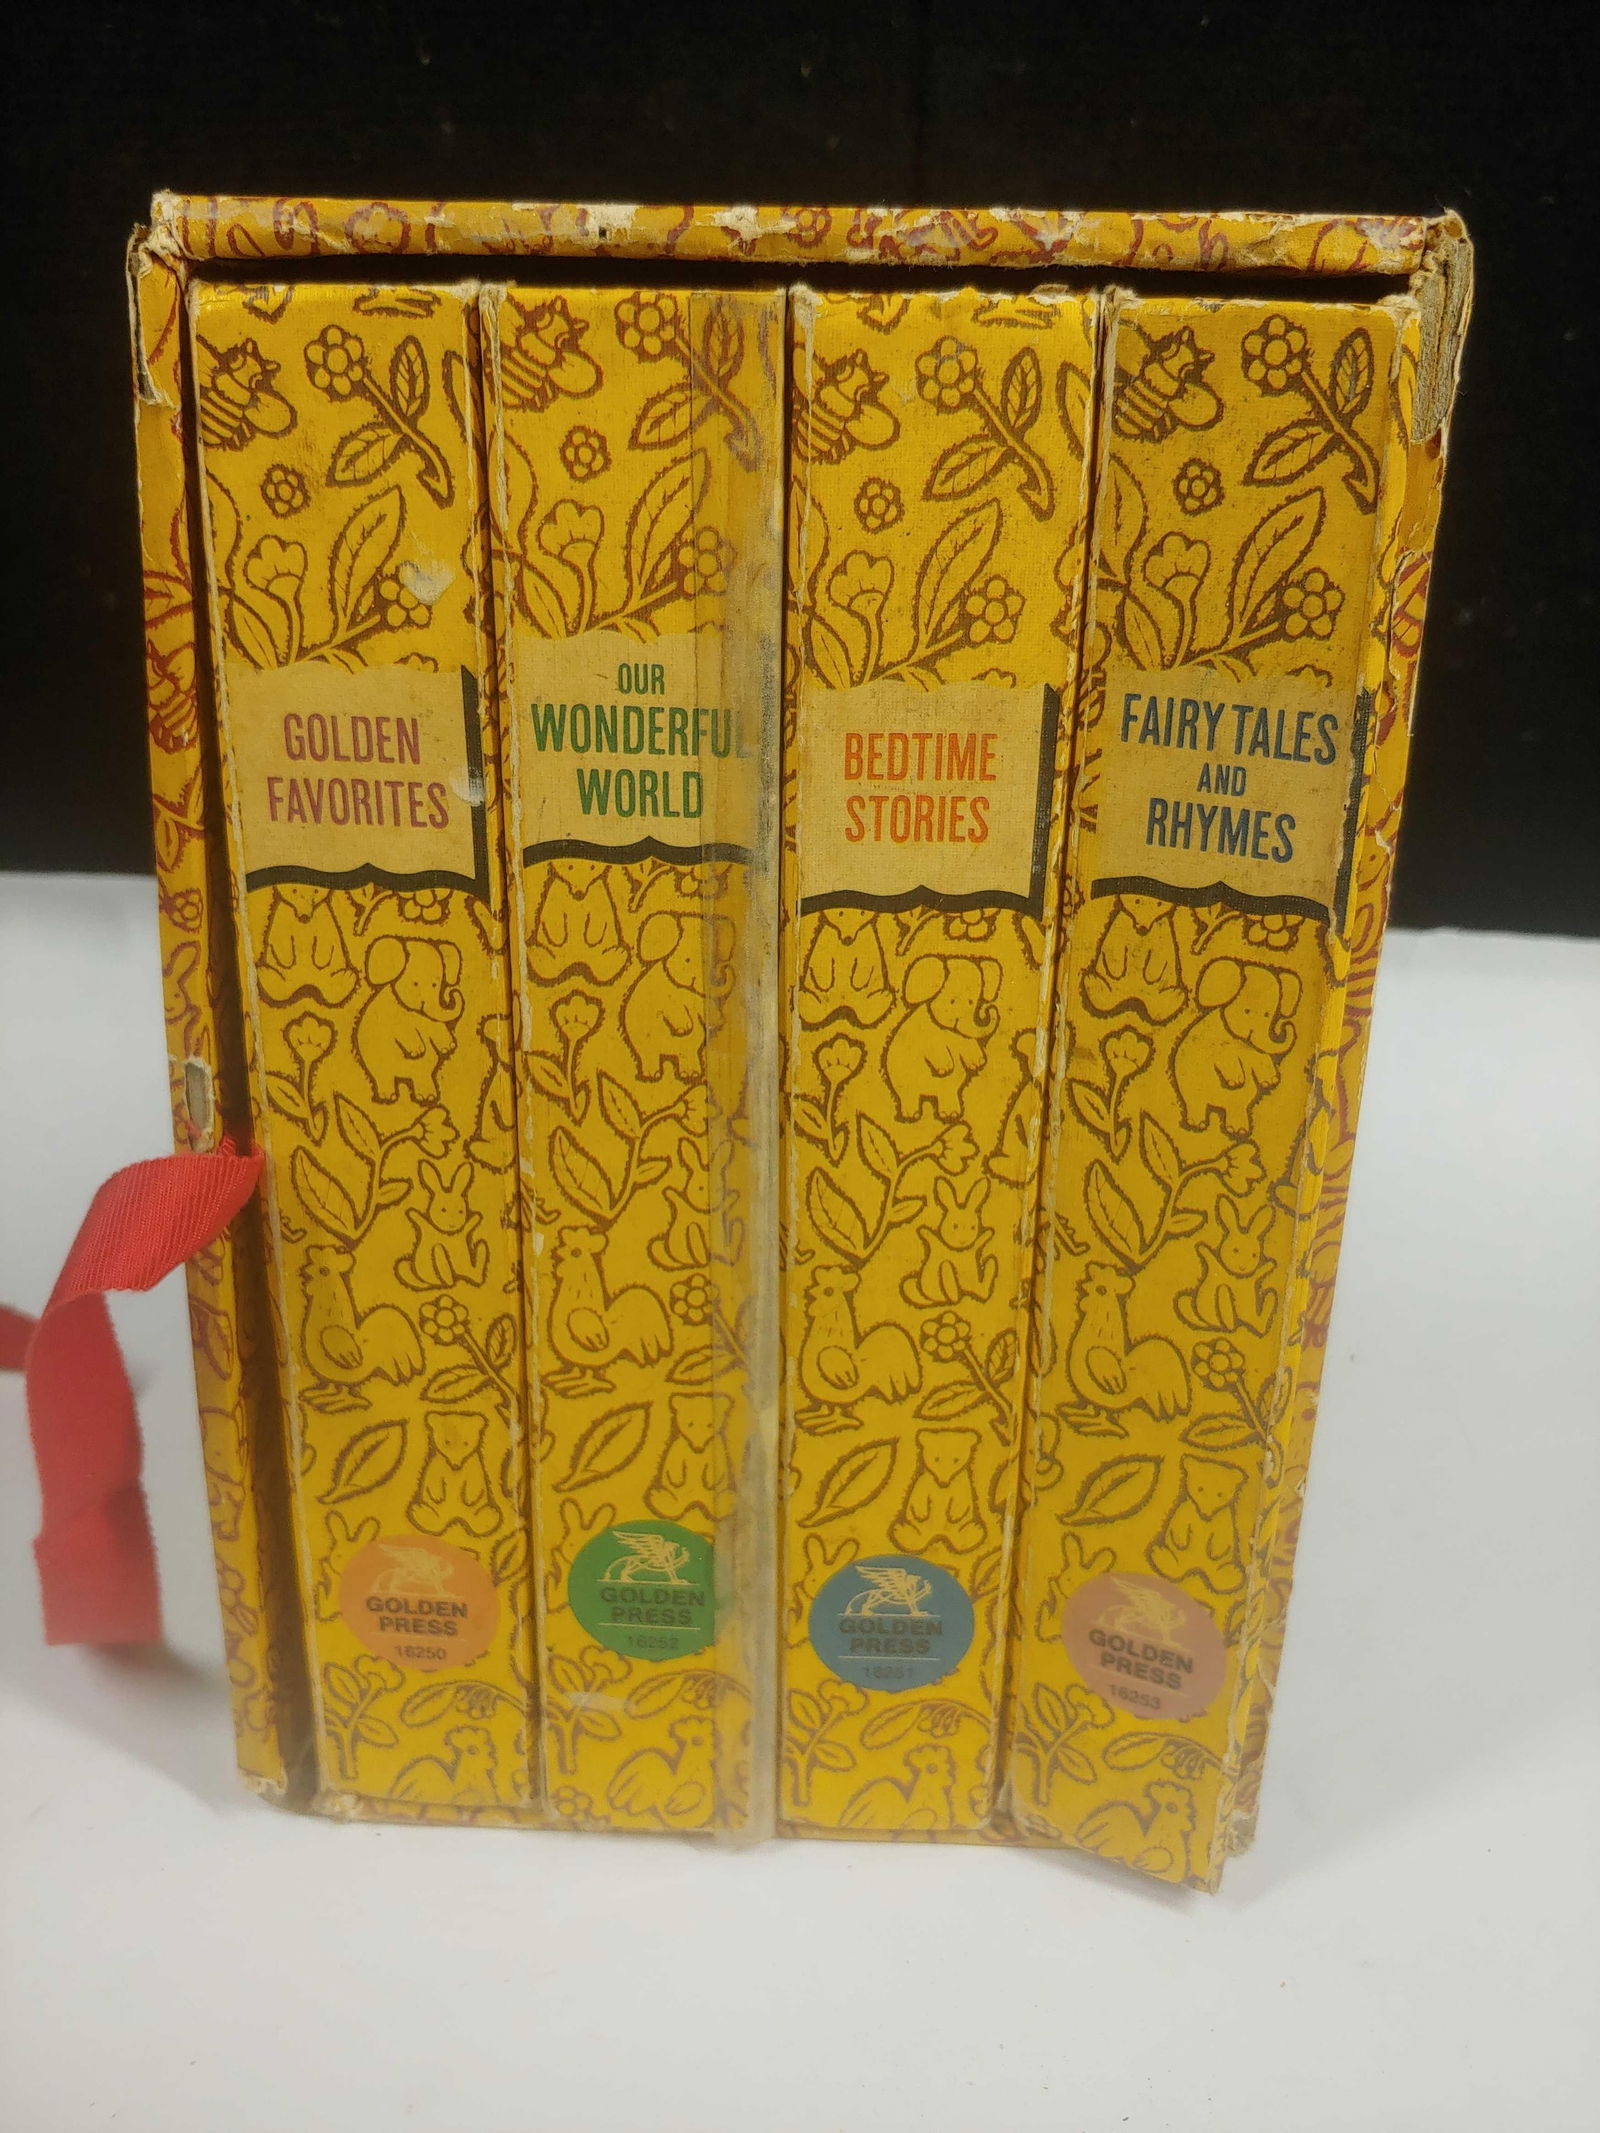 GOLDEN
FAVORITES
GOLDEN
PRESS
16250
OUR
WONDERFUL
WORLD
GOLDEN
PRESS
16252
BEDTIME
STORIES
GOLDEN
PRESS
16251
FAIRY TALES
AND
RHYMES
GOLDEN
PRESS
16253